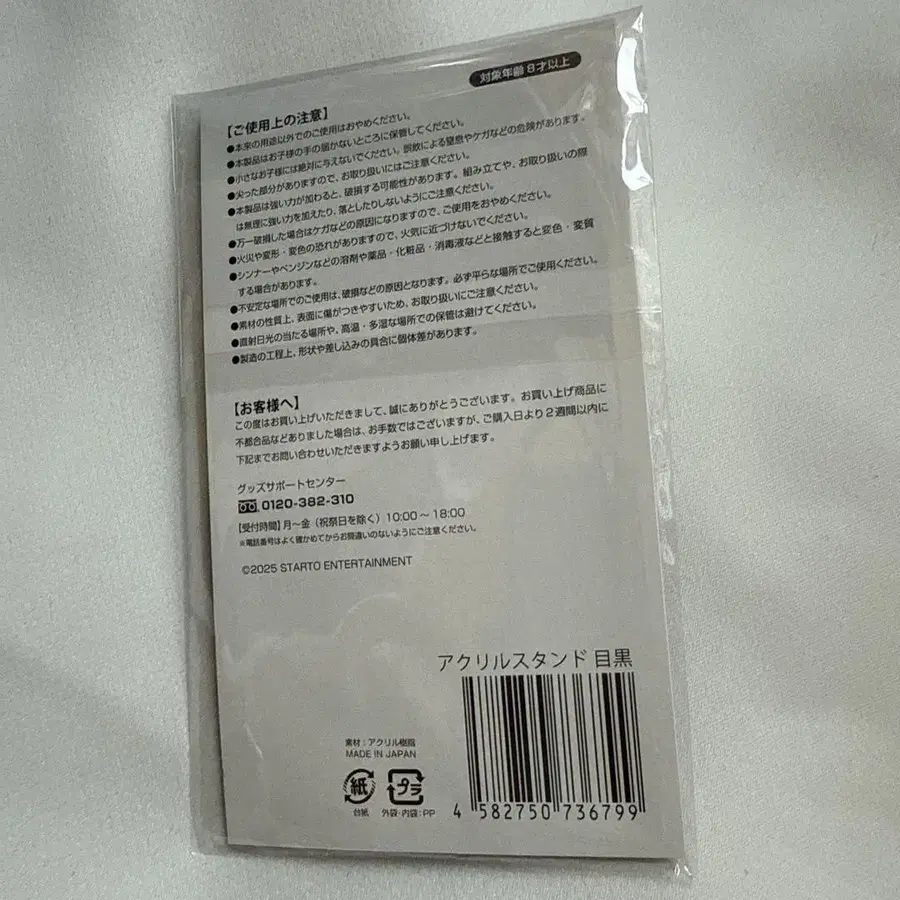 対象年齢 8才以上
【ご使用上の注意】
●本来の用途以外でのご使用はおやめください。
●本製品はお子様の手の届かないところに保管してください。
●小さなお子様には絶対に与えないでください。誤飲による窒息やケガなどの危険があります。
●尖った部分がありますので、お取り扱いにはご注意ください。
●本製品は強い力が加わると、破損する可能性があります。組み立てや、お取り扱いの際
は無理に強い力を加えたり、落としたりしないようにご注意ください。
●万一破損した場合はケガなどの原因になりますので、ご使用をおやめください。
●火災や変形・変色の恐れがありますので、火気に近づけないでください。
●シンナーやベンジンなどの溶剤や薬品・化粧品・消毒液などと接触すると変色・変質
する場合があります。
●不安定な場所でのご使用は、破損などの原因となります。必ず平らな場所でご使用ください。
●素材の性質上、表面に傷がつきやすいため、お取り扱いにご注意ください。
●直射日光の当たる場所や、高温・多湿な場所での保管は避けてください。
●製造の工程上、形状や差し込みの具合に個体差があります。
【お客様へ】
この度はお買い上げいただきまして、誠にありがとうございます。お買い上げ商品に
不都合品などありました場合は、お手数ではございますが、ご購入日より2週間以内に
下記までお問い合わせいただきますようお願い申し上げます。
グッズサポートセンター
0120-382-310
【受付時間】月～金（祝祭日を除く）10:00～18:00
※電話番号はよく確かめてからお間違いのないようにご注意ください。
©2025 STARTO ENTERTAINMENT
アクリルスタンド 目黒
素材：アクリル樹脂
MADE IN JAPAN
紙 プラ
台紙 外袋・内袋：PP
4 582750 736799